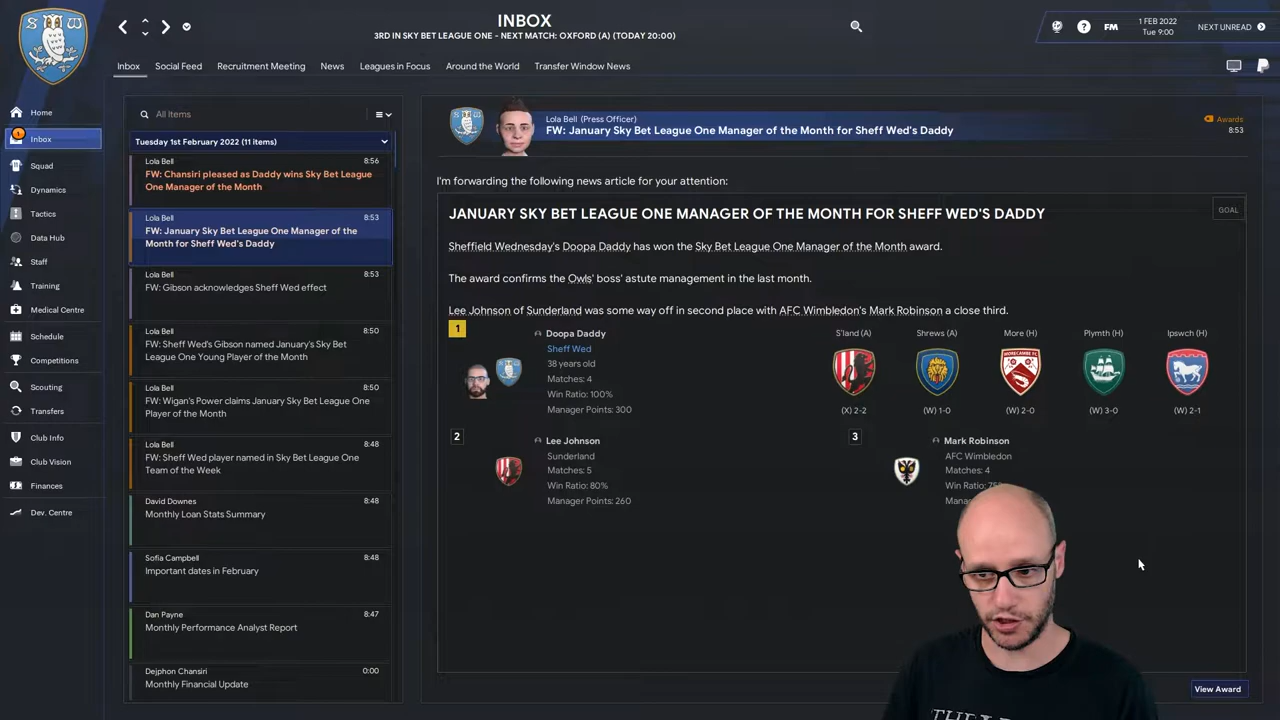 S W
INBOX
3RD IN SKY BET LEAGUE ONE - NEXT MATCH: OXFORD (A) (TODAY 20:00)
FM
1 FEB 2022
Tue 9:00
NEXT UNREAD
Inbox
Social Feed
Recruitment Meeting
News
Leagues in Focus
Around the World
Transfer Window News
Home
1
Inbox
Squad
Dynamics
Tactics
Data Hub
Staff
Training
Medical Centre
Schedule
Competitions
Scouting
Transfers
Club Info
Club Vision
Finances
Dev. Centre
All Items
Tuesday 1st February 2022 (11 items)
Lola Bell 8:56
FW: Chansiri pleased as Daddy wins Sky Bet League
One Manager of the Month
Lola Bell 8:53
FW: January Sky Bet League One Manager of the
Month for Sheff Wed's Daddy
Lola Bell 8:53
FW: Gibson acknowledges Sheff Wed effect
Lola Bell 8:50
FW: Sheff Wed's Gibson named January's Sky Bet
League One Young Player of the Month
Lola Bell 8:50
FW: Wigan's Power claims January Sky Bet League One
Player of the Month
Lola Bell 8:48
FW: Sheff Wed player named in Sky Bet League One
Team of the Week
David Downes 8:48
Monthly Loan Stats Summary
Sofia Campbell 8:48
Important dates in February
Dan Payne 8:47
Monthly Performance Analyst Report
Dejphon Chansiri 0:00
Monthly Financial Update
Lola Bell (Press Officer)
FW: January Sky Bet League One Manager of the Month for Sheff Wed's Daddy
Awards
8:53
I'm forwarding the following news article for your attention:
JANUARY SKY BET LEAGUE ONE MANAGER OF THE MONTH FOR SHEFF WED'S DADDY
GOAL
Sheffield Wednesday's Doopa Daddy has won the Sky Bet League One Manager of the Month award.
The award confirms the Owls' boss' astute management in the last month.
Lee Johnson of Sunderland was some way off in second place with AFC Wimbledon's Mark Robinson a close third.
1
Doopa Daddy
Sheff Wed
38 years old
Matches: 4
Win Ratio: 100%
Manager Points: 300
S'land (A) Shrews (A) More (H) Plymth (H) Ipswch (H)
(X) 2-2 (W) 1-0 (W) 2-0 (W) 3-0 (W) 2-1
2
Lee Johnson
Sunderland
Matches: 5
Win Ratio: 80%
Manager Points: 260
3
Mark Robinson
AFC Wimbledon
Matches: 4
Win Ratio:
View Award